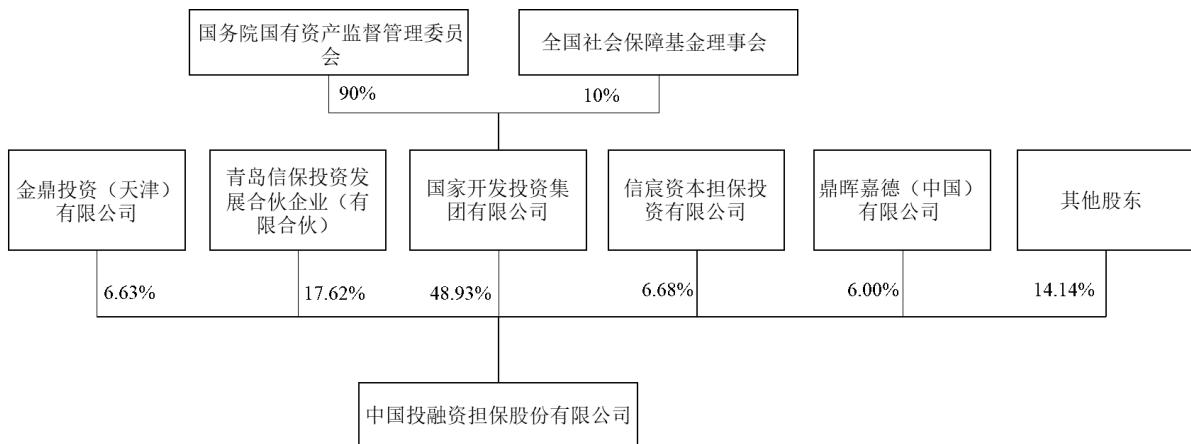 国务院国有资产监督管理委员
会
全国社会保障基金理事会
90%
10%
金鼎投资（天津）
有限公司
青岛信保投资发
展合伙企业（有
限合伙）
国家开发投资集
团有限公司
信宸资本担保投
资有限公司
鼎晖嘉德（中国）
有限公司
其他股东
6.63%
17.62%
48.93%
6.68%
6.00%
14.14%
中国投融资担保股份有限公司